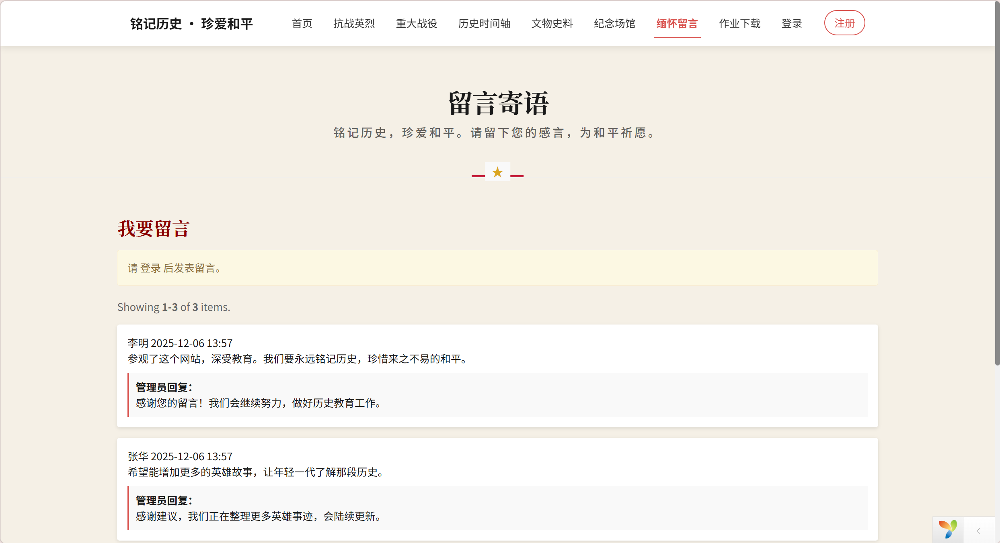 铭记历史 · 珍爱和平
首页 抗战英烈 重大战役 历史时间轴 文物史料 纪念场馆 缅怀留言 作业下载 登录 注册
留言寄语
铭记历史，珍爱和平。请留下您的感言，为和平祈愿。
我要留言
请 登录 后发表留言。
Showing 1-3 of 3 items.
李明 2025-12-06 13:57
参观了这个网站，深受教育。我们要永远铭记历史，珍惜来之不易的和平。
管理员回复：
感谢您的留言！我们会继续努力，做好历史教育工作。
张华 2025-12-06 13:57
希望能增加更多的英雄故事，让年轻一代了解那段历史。
管理员回复：
感谢建议，我们正在整理更多英雄事迹，会陆续更新。